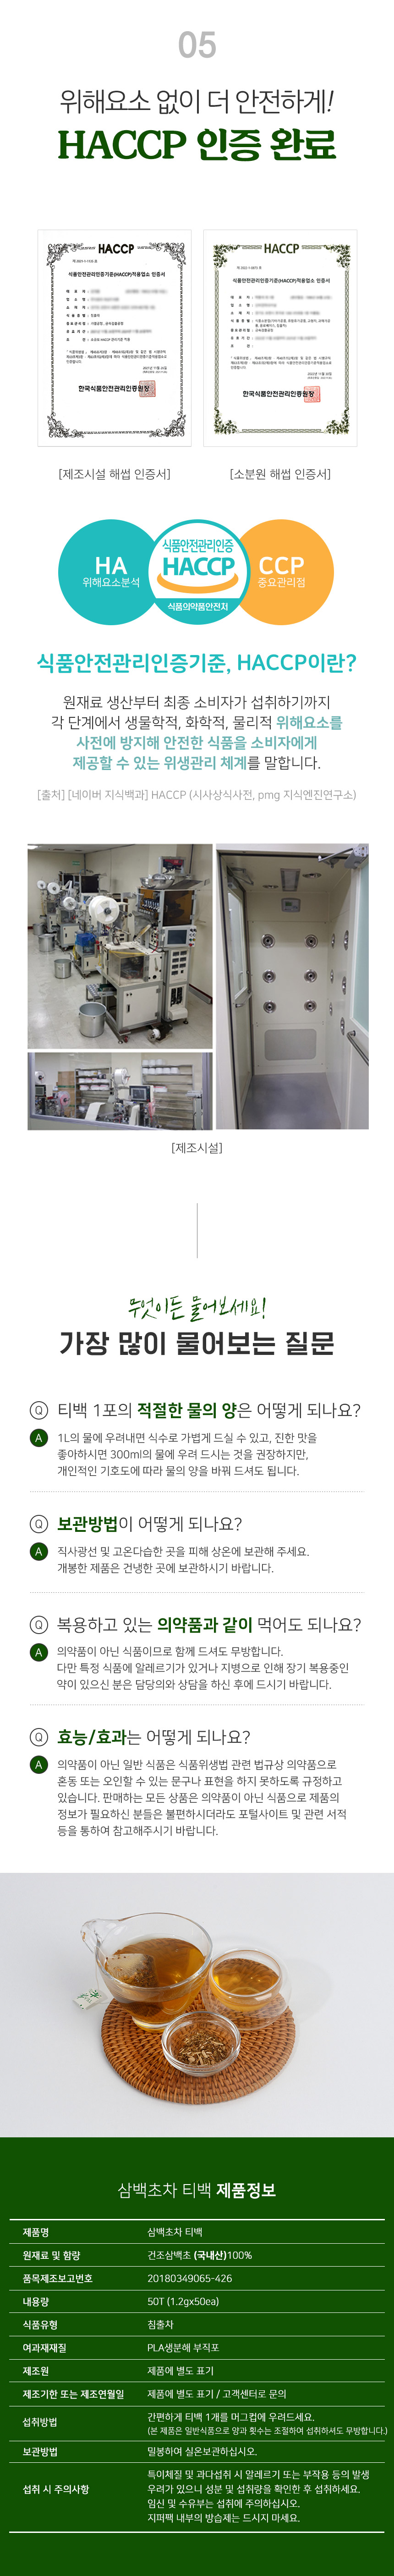 05
위해요소 없이 더 안전하게!
HACCP 인증 완료
HACCP
식품안전관리인증기준(HACCP)적용업소 인증서
한국식품안전관리인증원장
HACCP
식품안전관리인증기준(HACCP)적용업소 인증서
한국식품안전관리인증원장
[제조시설 해썹 인증서]
[소분원 해썹 인증서]
HA
위해요소분석
식품안전관리인증
HACCP
식품의약품안전처
CCP
중요관리점
식품안전관리인증기준, HACCP이란?
원재료 생산부터 최종 소비자가 섭취하기까지
각 단계에서 생물학적, 화학적, 물리적 위해요소를
사전에 방지해 안전한 식품을 소비자에게
제공할 수 있는 위생관리 체계를 말합니다.
[출처] [네이버 지식백과] HACCP (시사상식사전, pmg 지식엔진연구소)
[제조시설]
무엇이든 물어보세요!
가장 많이 물어보는 질문
Q 티백 1포의 적절한 물의 양은 어떻게 되나요?
A 1L의 물에 우려내면 식수로 가볍게 드실 수 있고, 진한 맛을
좋아하시면 300ml의 물에 우려 드시는 것을 권장하지만,
개인적인 기호도에 따라 물의 양을 바꿔 드셔도 됩니다.
Q 보관방법이 어떻게 되나요?
A 직사광선 및 고온다습한 곳을 피해 상온에 보관해 주세요.
개봉한 제품은 건냉한 곳에 보관하시기 바랍니다.
Q 복용하고 있는 의약품과 같이 먹어도 되나요?
A 의약품이 아닌 식품이므로 함께 드셔도 무방합니다.
다만 특정 식품에 알레르기가 있거나 지병으로 인해 장기 복용중인
약이 있으신 분은 담당의와 상담을 하신 후에 드시기 바랍니다.
Q 효능/효과는 어떻게 되나요?
A 의약품이 아닌 일반 식품은 식품위생법 관련 법규상 의약품으로
혼동 또는 오인할 수 있는 문구나 표현을 하지 못하도록 규정하고
있습니다. 판매하는 모든 상품은 의약품이 아닌 식품으로 제품의
정보가 필요하신 분들은 불편하시더라도 포털사이트 및 관련 서적
등을 통하여 참고해주시기 바랍니다.
삼백초차 티백 제품정보
제품명 삼백초차 티백
원재료 및 함량 건조삼백초 (국내산)100%
품목제조보고번호 20180349065-426
내용량 50T (1.2gx50ea)
식품유형 침출차
여과재재질 PLA생분해 부직포
제조원 제품에 별도 표기
제조기한 또는 제조연월일 제품에 별도 표기 / 고객센터로 문의
섭취방법 간편하게 티백 1개를 머그컵에 우려드세요.
(본 제품은 일반식품으로 양과 횟수는 조절하여 섭취하셔도 무방합니다.)
보관방법 밀봉하여 실온보관하십시오.
섭취 시 주의사항 특이체질 및 과다섭취 시 알레르기 또는 부작용 등의 발생
우려가 있으니 성분 및 섭취량을 확인한 후 섭취하세요.
임신 및 수유부는 섭취에 주의하십시오.
지퍼팩 내부의 방습제는 드시지 마세요.